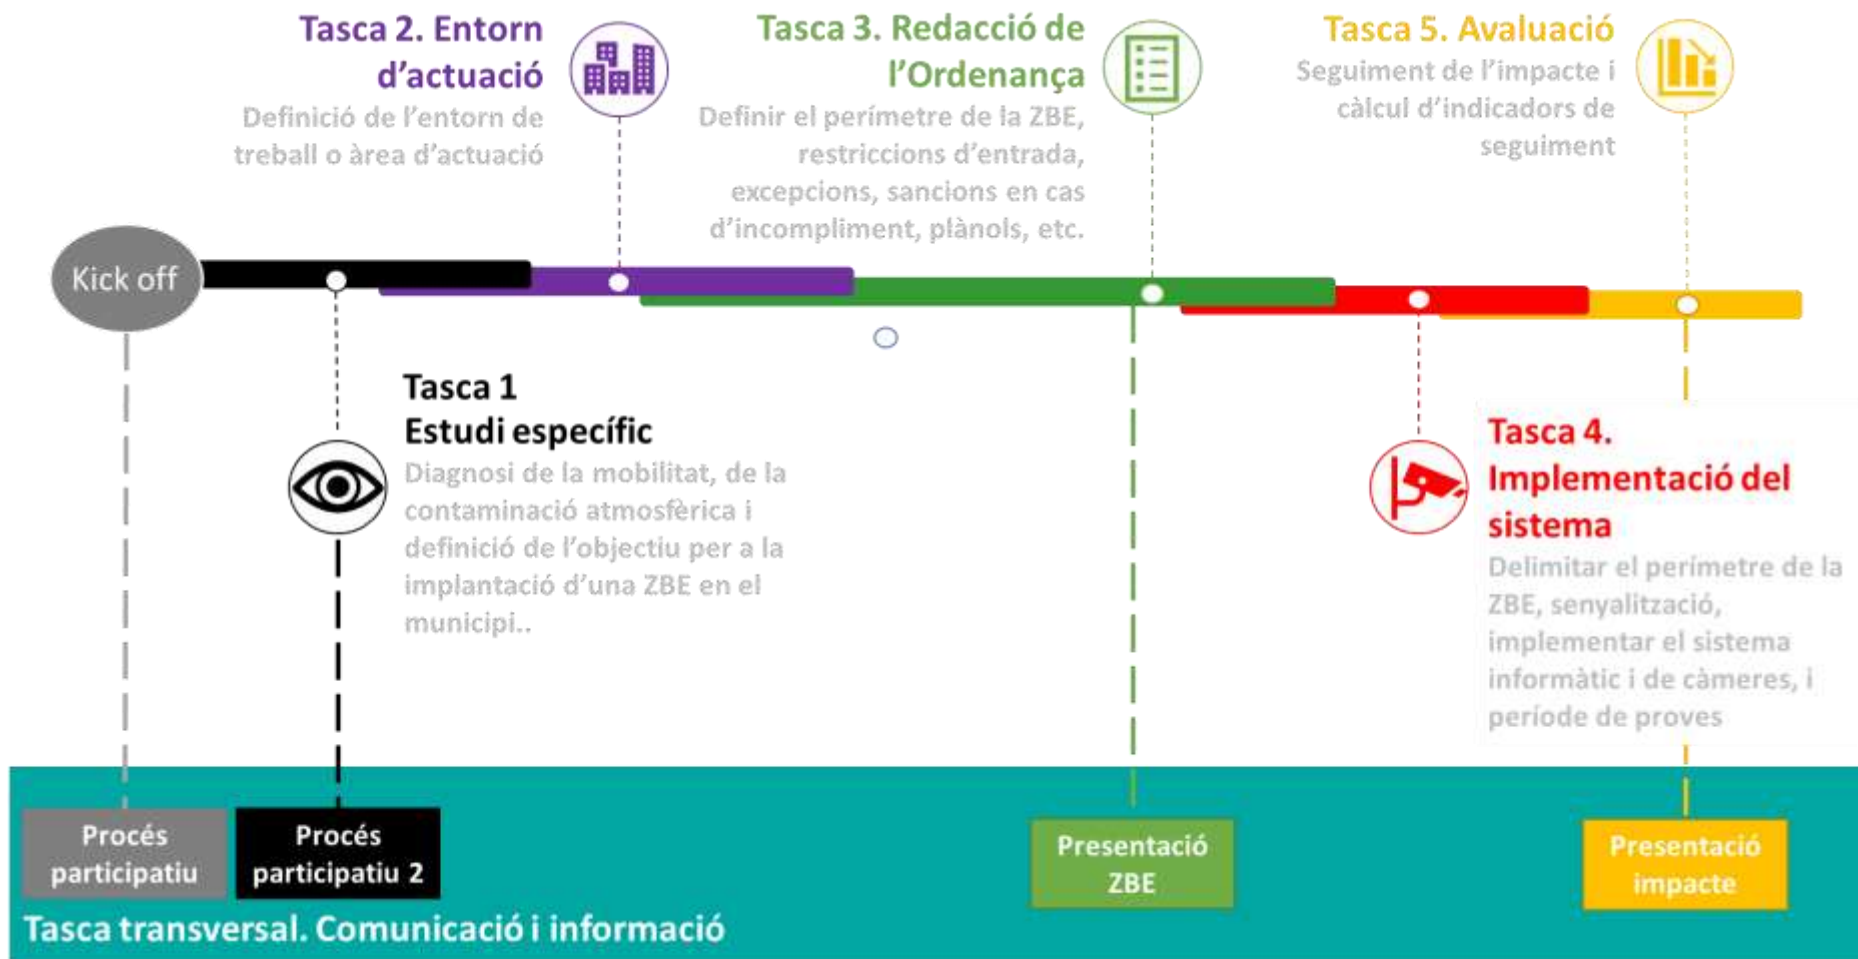 Tasca 2. Entorn
d'actuació
Definició de l'entorn de
treball o àrea d'actuació
Tasca 3. Redacció de
l'Ordenança
Definir el perímetre de la ZBE,
restriccions d'entrada,
excepcions, sancions en cas
d'incompliment, plànols, etc.
Tasca 5. Avaluació
Seguiment de l'impacte i
càlcul d'indicadors de
seguiment
Kick off
Tasca 1
Estudi específic
Diagnosi de la mobilitat, de la
contaminació atmosfèrica i
definició de l'objectiu per a la
implantació d'una ZBE en el
municipi..
Tasca 4.
Implementació del
sistema
Delimitar el perímetre de la
ZBE, senyalització,
implementar el sistema
informàtic i de càmeres, i
període de proves
Procés
participatiu
Procés
participatiu 2
Presentació
ZBE
Presentació
impacte
Tasca transversal. Comunicació i informació